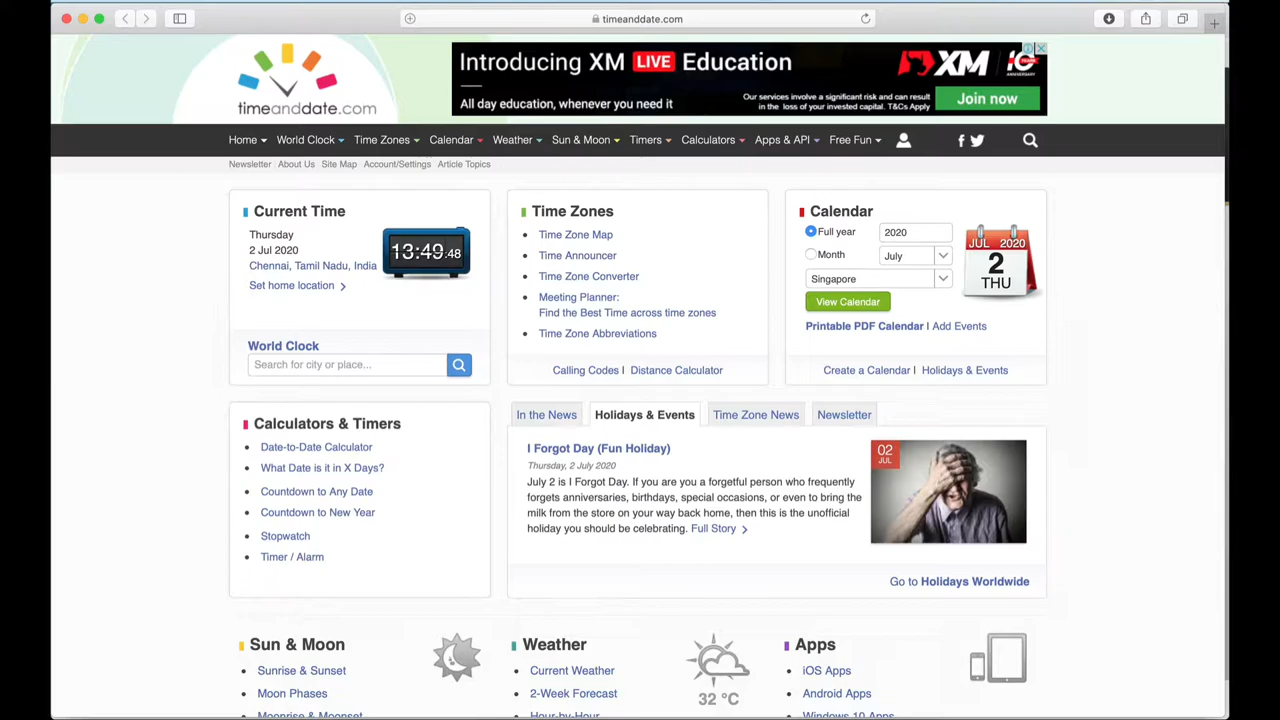 timeanddate.com
timeanddate.com
Introducing XM LIVE Education
All day education, whenever you need it
XM
10
Our services involve a significant risk and can result
in the loss of your invested capital. T&Cs Apply
Join now
Home World Clock Time Zones Calendar Weather Sun & Moon Timers Calculators Apps & API Free Fun
Newsletter About Us Site Map Account/Settings Article Topics
Current Time
Thursday
2 Jul 2020
Chennai, Tamil Nadu, India
Set home location
13:49.48
World Clock
Search for city or place...
Time Zones
Time Zone Map
Time Announcer
Time Zone Converter
Meeting Planner:
Find the Best Time across time zones
Time Zone Abbreviations
Calling Codes | Distance Calculator
Calendar
Full year 2020
Month July
Singapore
View Calendar
JUL 2020
2
THU
Printable PDF Calendar | Add Events
Create a Calendar | Holidays & Events
Calculators & Timers
Date-to-Date Calculator
What Date is it in X Days?
Countdown to Any Date
Countdown to New Year
Stopwatch
Timer / Alarm
In the News Holidays & Events Time Zone News Newsletter
I Forgot Day (Fun Holiday)
Thursday, 2 July 2020
July 2 is I Forgot Day. If you are you a forgetful person who frequently
forgets anniversaries, birthdays, special occasions, or even to bring the
milk from the store on your way back home, then this is the unofficial
holiday you should be celebrating. Full Story
02
JUL
Go to Holidays Worldwide
Sun & Moon
Sunrise & Sunset
Moon Phases
Moonrise & Moonset
Weather
Current Weather
2-Week Forecast
Hour-by-Hour
32 °C
Apps
iOS Apps
Android Apps
Windows 10 Apps